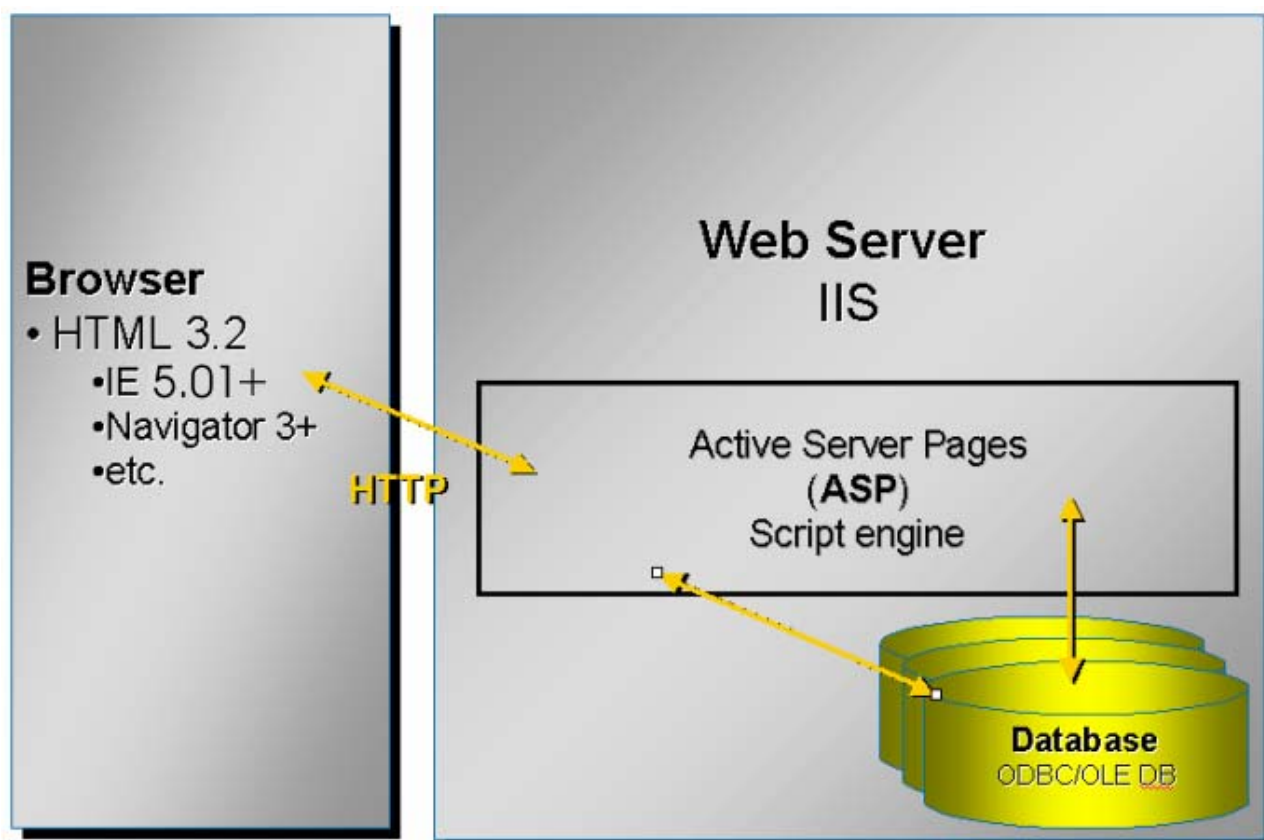 Browser
• HTML 3.2
•IE 5.01+
•Navigator 3+
•etc.
HTTP
Web Server
IIS
Active Server Pages
(ASP)
Script engine
Database
ODBC/OLE DB